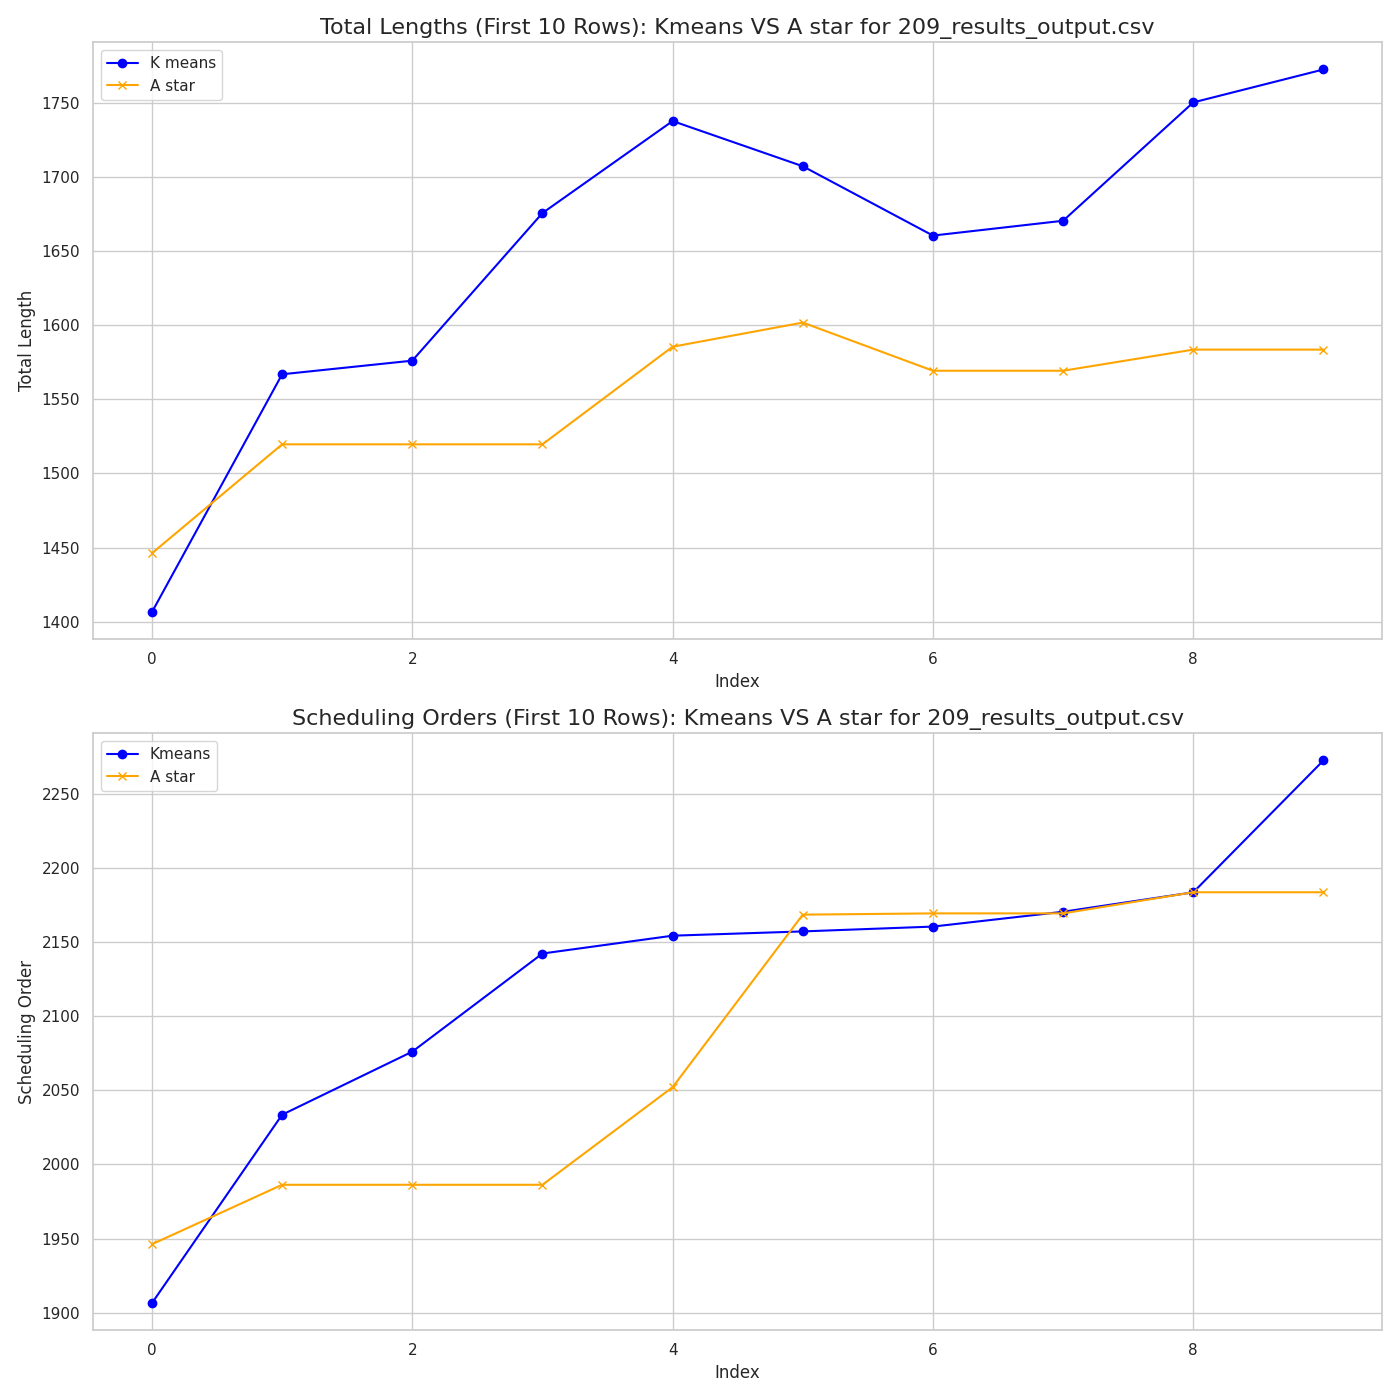 Total Lengths (First 10 Rows): Kmeans VS A star for 209_results_output.csv
K means
A star
1750
1700
1650
1600
1550
1500
1450
1400
Total Length
0 2 4 6 8
Index
Scheduling Orders (First 10 Rows): Kmeans VS A star for 209_results_output.csv
Kmeans
A star
2250
2200
2150
2100
2050
2000
1950
1900
Scheduling Order
0 2 4 6 8
Index